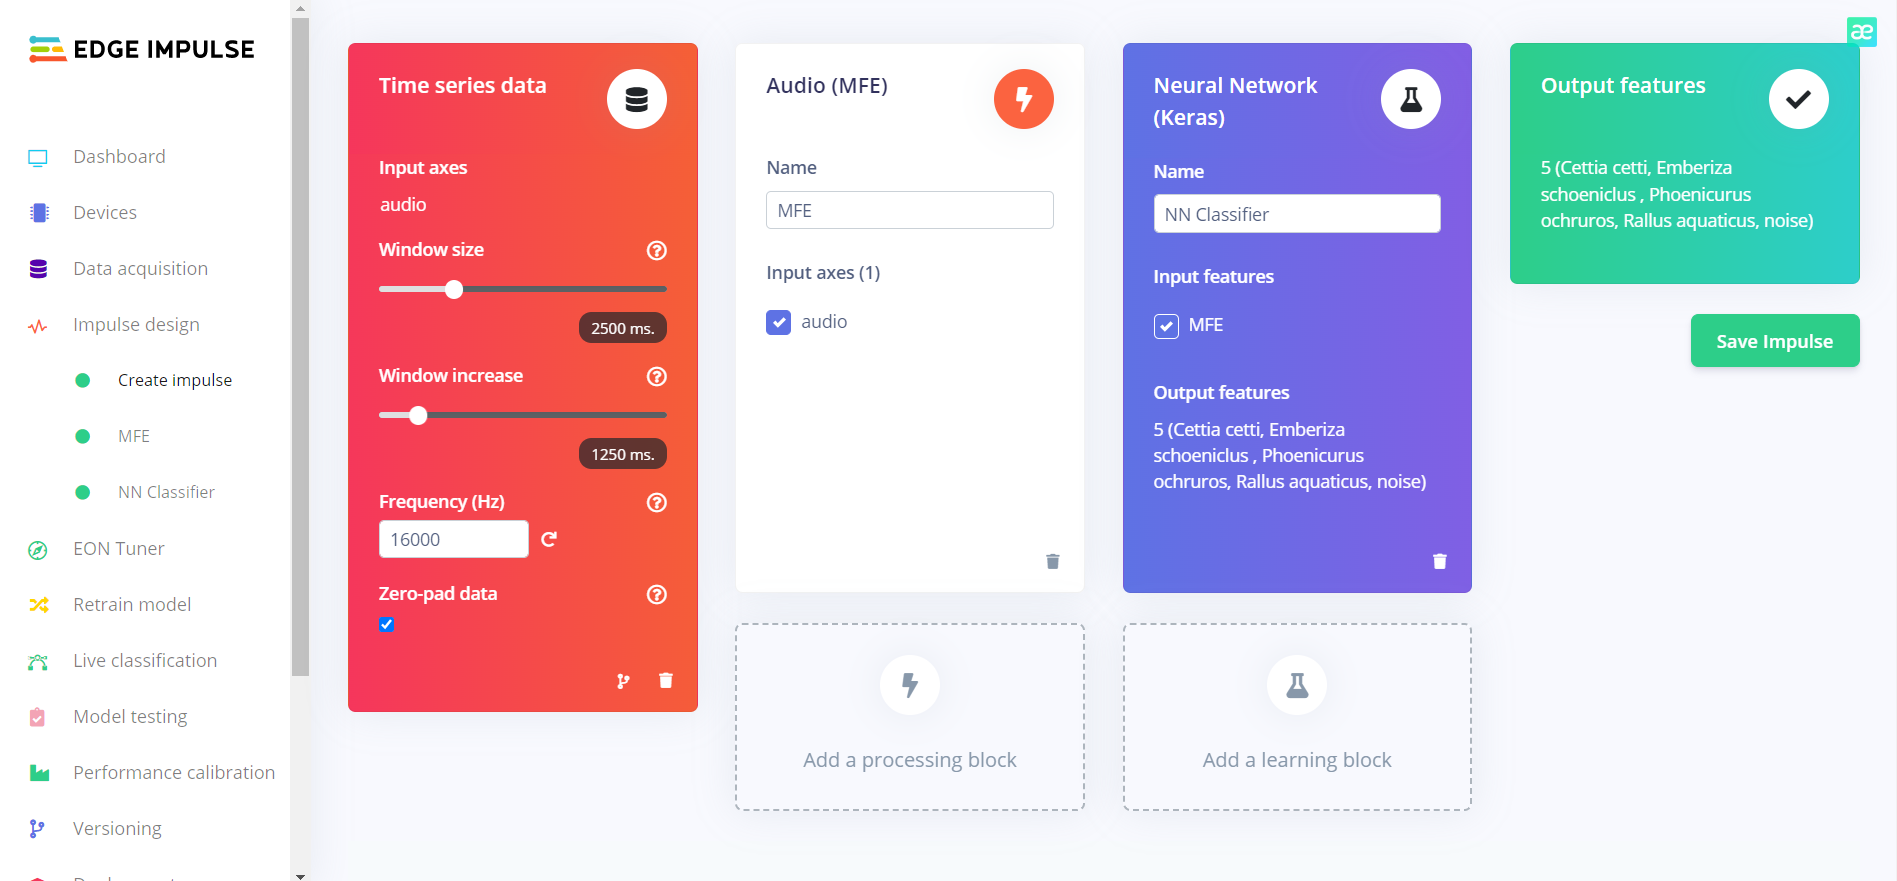 EDGE IMPULSE
Dashboard
Devices
Data acquisition
Impulse design
Create impulse
MFE
NN Classifier
EON Tuner
Retrain model
Live classification
Model testing
Performance calibration
Versioning
Time series data
Input axes
audio
Window size
2500 ms.
Window increase
1250 ms.
Frequency (Hz)
16000
Zero-pad data
Audio (MFE)
Name
MFE
Input axes (1)
audio
Add a processing block
Neural Network
(Keras)
Name
NN Classifier
Input features
MFE
Output features
5 (Cettia cetti, Emberiza
schoeniclus , Phoenicurus
ochruros, Rallus aquaticus, noise)
Add a learning block
æ
Output features
5 (Cettia cetti, Emberiza
schoeniclus , Phoenicurus
ochruros, Rallus aquaticus, noise)
Save Impulse